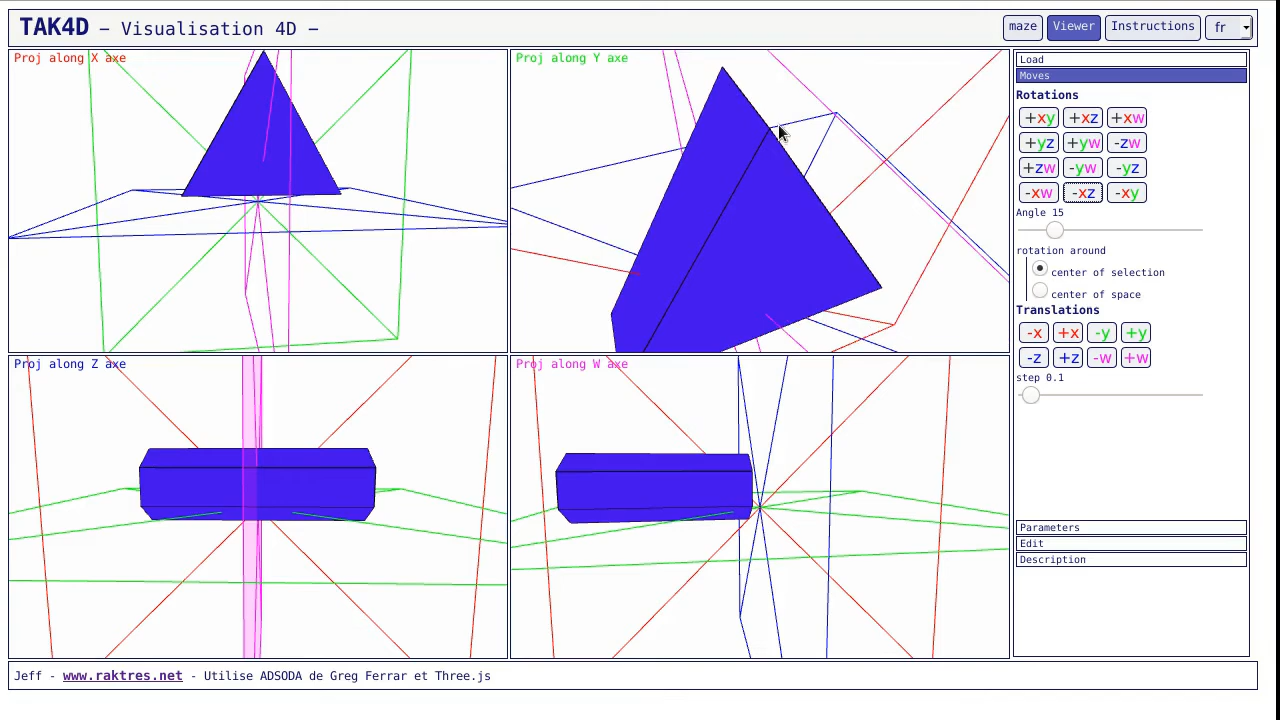 TAK4D – Visualisation 4D –
maze Viewer Instructions fr
Proj along X axe
Proj along Y axe
Proj along Z axe
Proj along W axe
Load
Moves
Rotations
+xy +xz +xw
+yz +yw -zw
+zw -yw -yz
-xw -xz -xy
Angle 15
rotation around
center of selection
center of space
Translations
-x +x -y +y
-z +z -w +w
step 0.1
Parameters
Edit
Description
Jeff - www.raktres.net - Utilise ADSODA de Greg Ferrar et Three.js